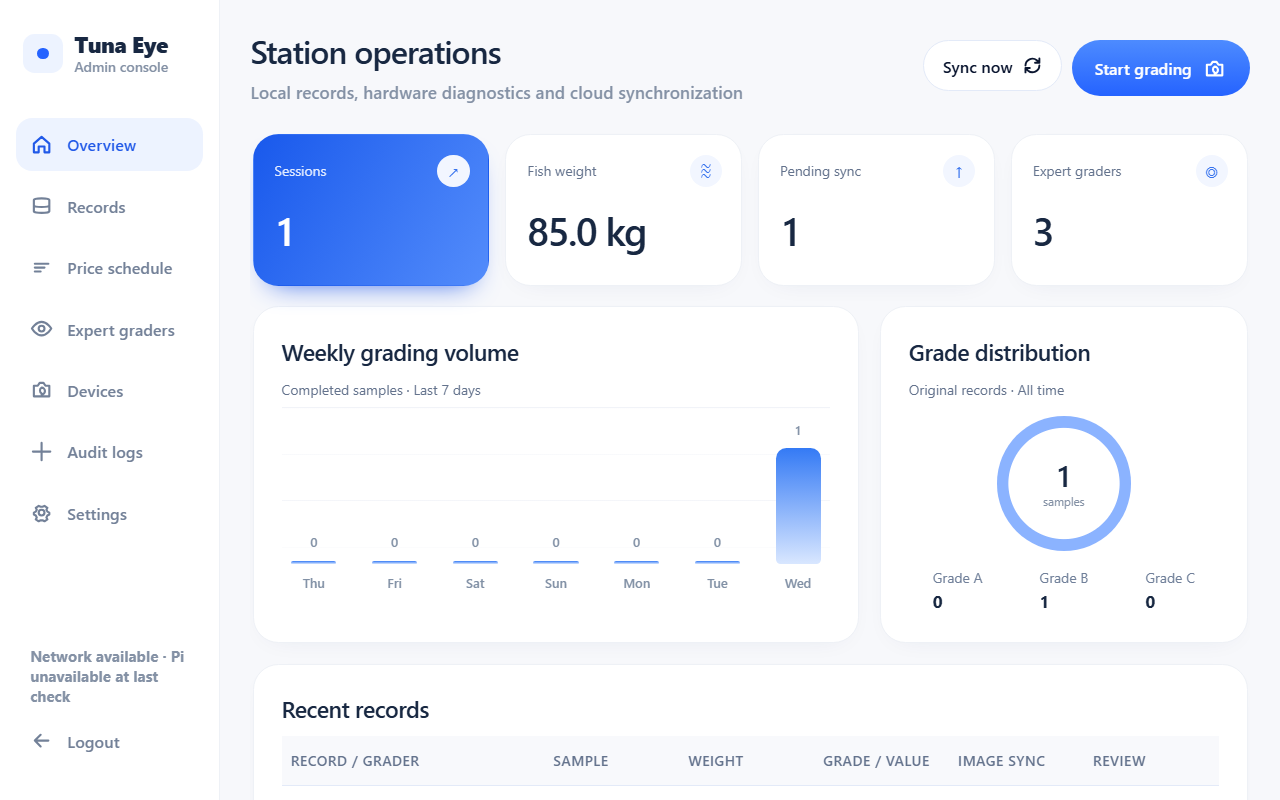 Tuna Eye
Admin console
Overview
Records
Price schedule
Expert graders
Devices
Audit logs
Settings
Network available · Pi
unavailable at last
check
Logout
Station operations
Local records, hardware diagnostics and cloud synchronization
Sync now
Start grading
Sessions
1
Fish weight
85.0 kg
Pending sync
1
Expert graders
3
Weekly grading volume
Completed samples · Last 7 days
0 0 0 0 0 0 1
Thu Fri Sat Sun Mon Tue Wed
Grade distribution
Original records · All time
1
samples
Grade A Grade B Grade C
0 1 0
Recent records
RECORD / GRADER SAMPLE WEIGHT GRADE / VALUE IMAGE SYNC REVIEW